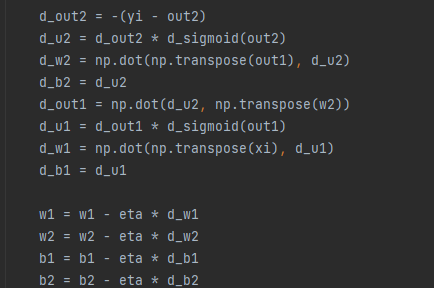 d_out2 = -(yi - out2)
d_u2 = d_out2 * d_sigmoid(out2)
d_w2 = np.dot(np.transpose(out1), d_u2)
d_b2 = d_u2
d_out1 = np.dot(d_u2, np.transpose(w2))
d_u1 = d_out1 * d_sigmoid(out1)
d_w1 = np.dot(np.transpose(xi), d_u1)
d_b1 = d_u1
w1 = w1 - eta * d_w1
w2 = w2 - eta * d_w2
b1 = b1 - eta * d_b1
b2 = b2 - eta * d_b2